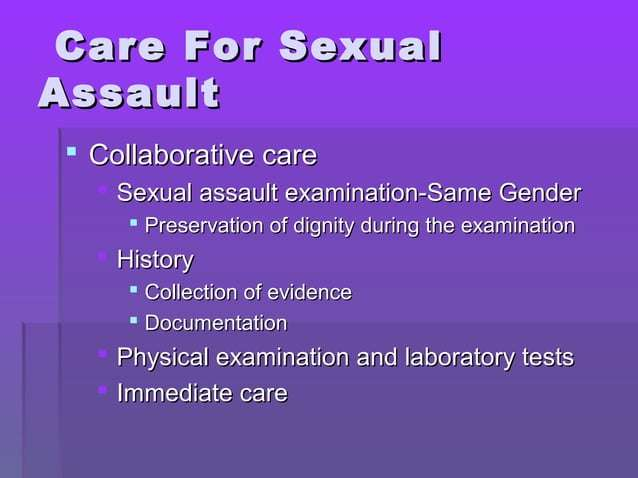 Care For Sexual
Assault
Collaborative care
Sexual assault examination-Same Gender
Preservation of dignity during the examination
History
Collection of evidence
Documentation
Physical examination and laboratory tests
Immediate care